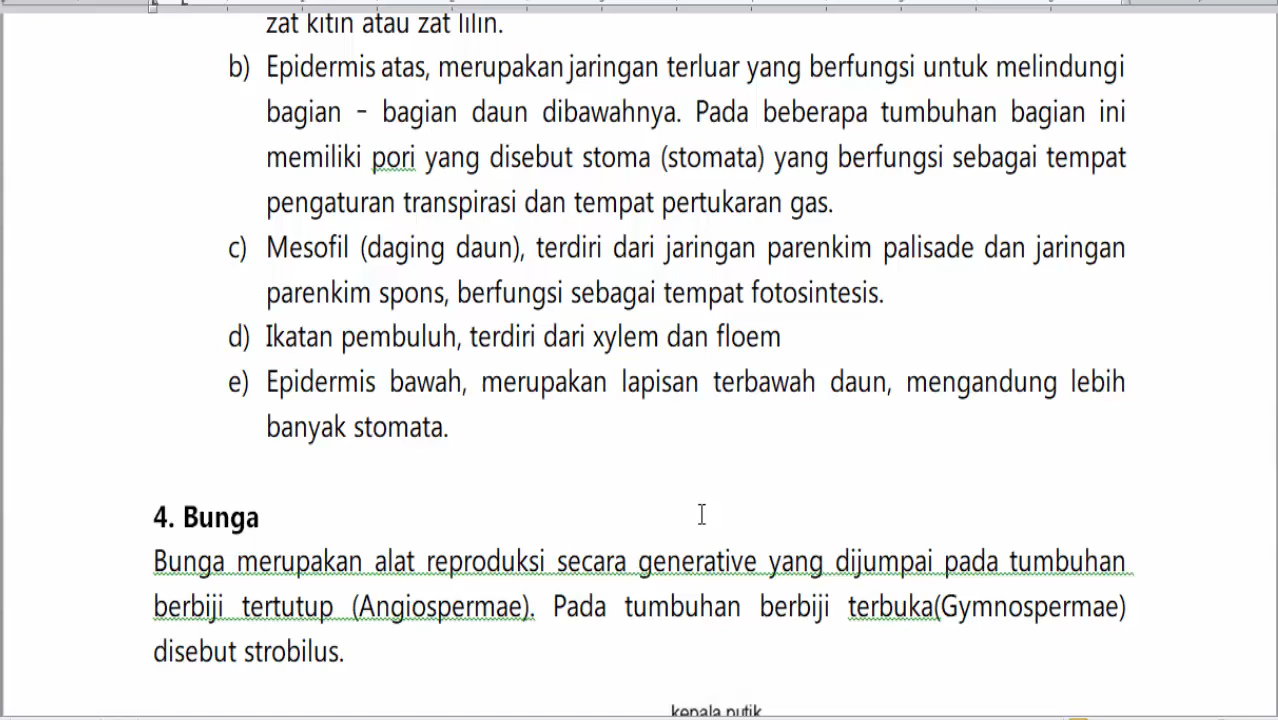 zat kitin atau zat lilin.
b) Epidermis atas, merupakan jaringan terluar yang berfungsi untuk melindungi
bagian – bagian daun dibawahnya. Pada beberapa tumbuhan bagian ini
memiliki pori yang disebut stoma (stomata) yang berfungsi sebagai tempat
pengaturan transpirasi dan tempat pertukaran gas.
c) Mesofil (daging daun), terdiri dari jaringan parenkim palisade dan jaringan
parenkim spons, berfungsi sebagai tempat fotosintesis.
d) Ikatan pembuluh, terdiri dari xylem dan floem
e) Epidermis bawah, merupakan lapisan terbawah daun, mengandung lebih
banyak stomata.
4. Bunga
Bunga merupakan alat reproduksi secara generative yang dijumpai pada tumbuhan
berbiji tertutup (Angiospermae). Pada tumbuhan berbiji terbuka(Gymnospermae)
disebut strobilus.
kepala putik